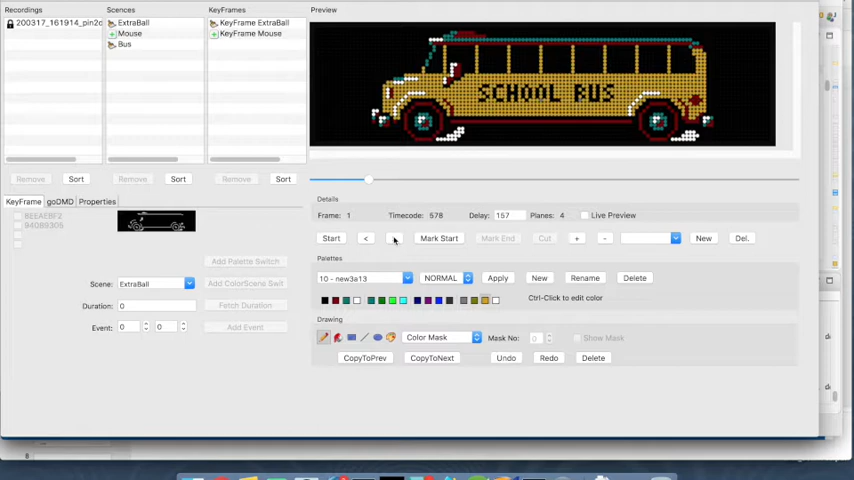 Recordings Scences KeyFrames Preview
200317_161914_pin2d ExtraBall KeyFrame ExtraBall
Mouse KeyFrame Mouse
Bus
SCHOOL BUS
Remove Sort Remove Sort Remove Sort
KeyFrame goDMD Properties
Details
8EEAEBF2
94089305
Frame: 1 Timecode: 578 Delay: 157 Planes: 4 Live Preview
Start < Mark Start Mark End Cut + - New Del.
Palettes
Add Palette Switch
10 - new3a13 NORMAL Apply New Rename Delete
Scene: ExtraBall Add ColorScene Swit
Ctrl-Click to edit color
Duration: 0 Fetch Duration
Drawing
Event: 0 0 Add Event
Color Mask Mask No: 0 Show Mask
CopyToPrev CopyToNext Undo Redo Delete